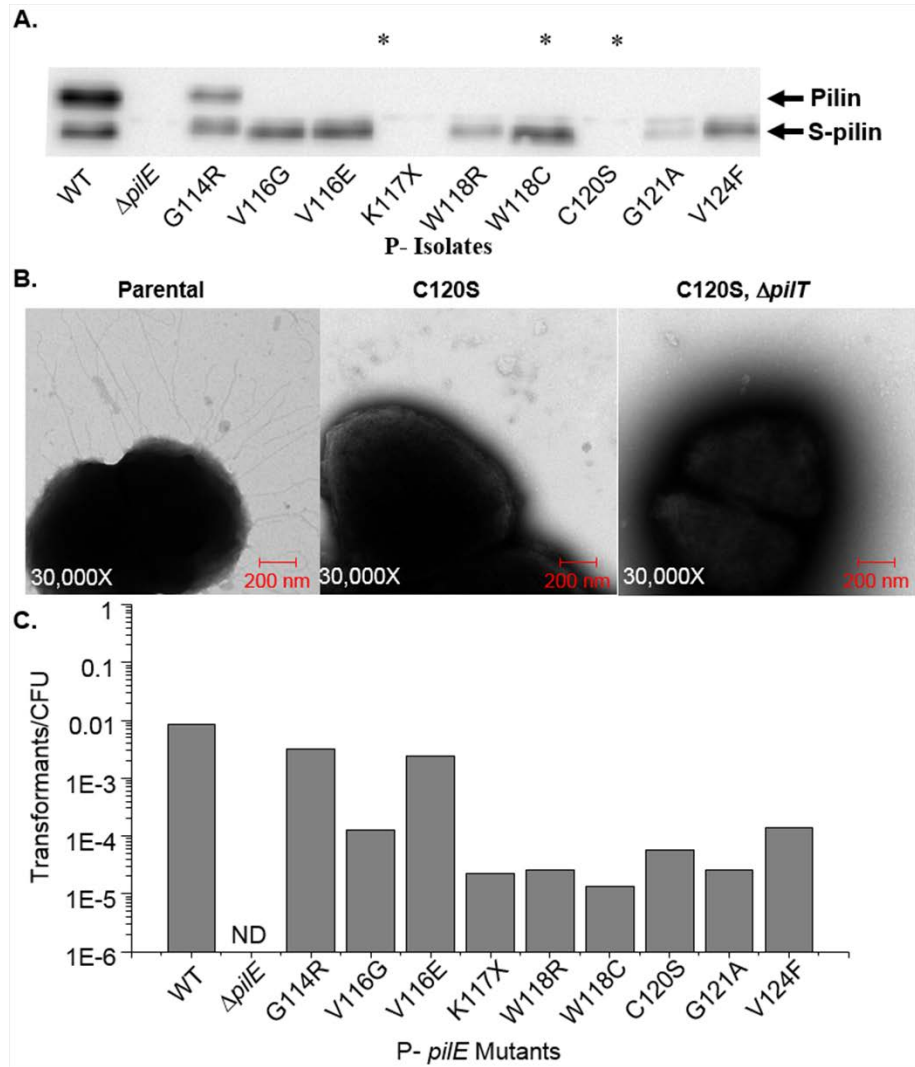 A.
* * *
Pilin
S-pilin
WT ΔpilE G114R V116G V116E K117X W118R W118C C120S G121A V124F
P- Isolates
B.
Parental C120S C120S, ΔpilT
30,000X 200 nm 30,000X 200 nm 30,000X 200 nm
C.
Transformants/CFU
1
0.1
0.01
1E-3
1E-4
1E-5
1E-6
ND
WT ΔpilE G114R V116G V116E K117X W118R W118C C120S G121A V124F
P- pilE Mutants